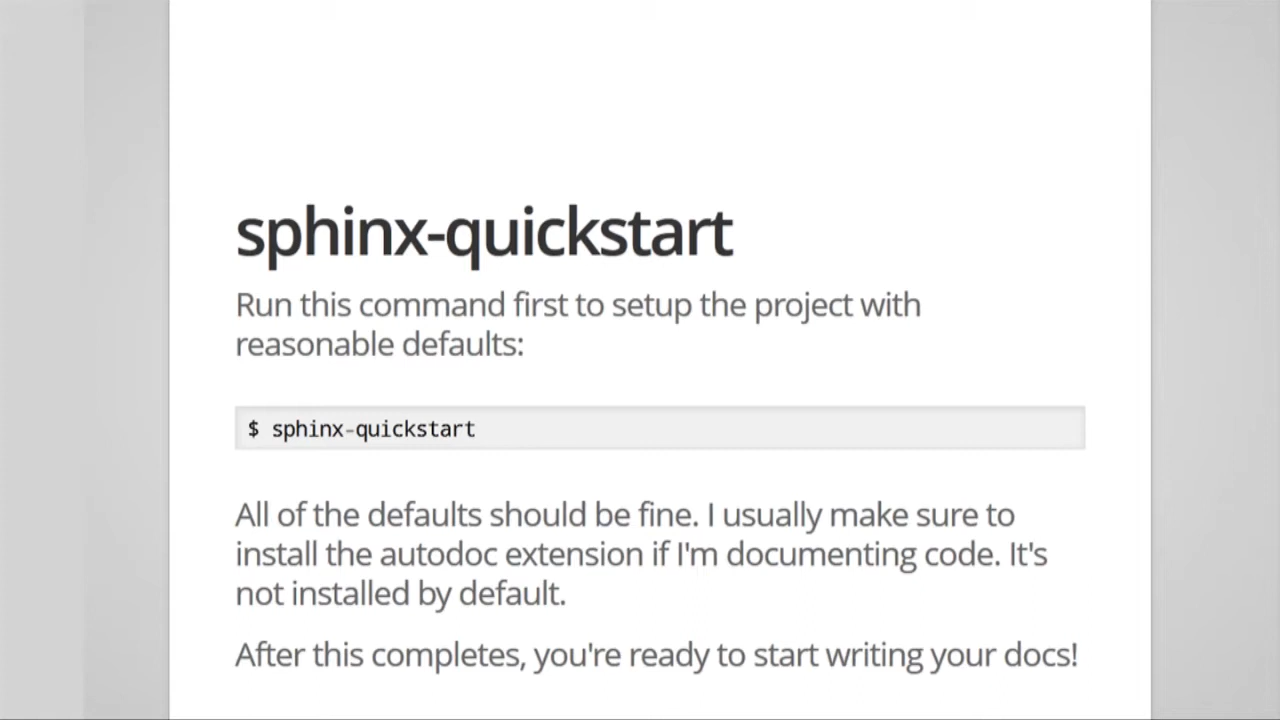 sphinx-quickstart
Run this command first to setup the project with
reasonable defaults:
$ sphinx-quickstart
All of the defaults should be fine. I usually make sure to
install the autodoc extension if I'm documenting code. It's
not installed by default.
After this completes, you're ready to start writing your docs!